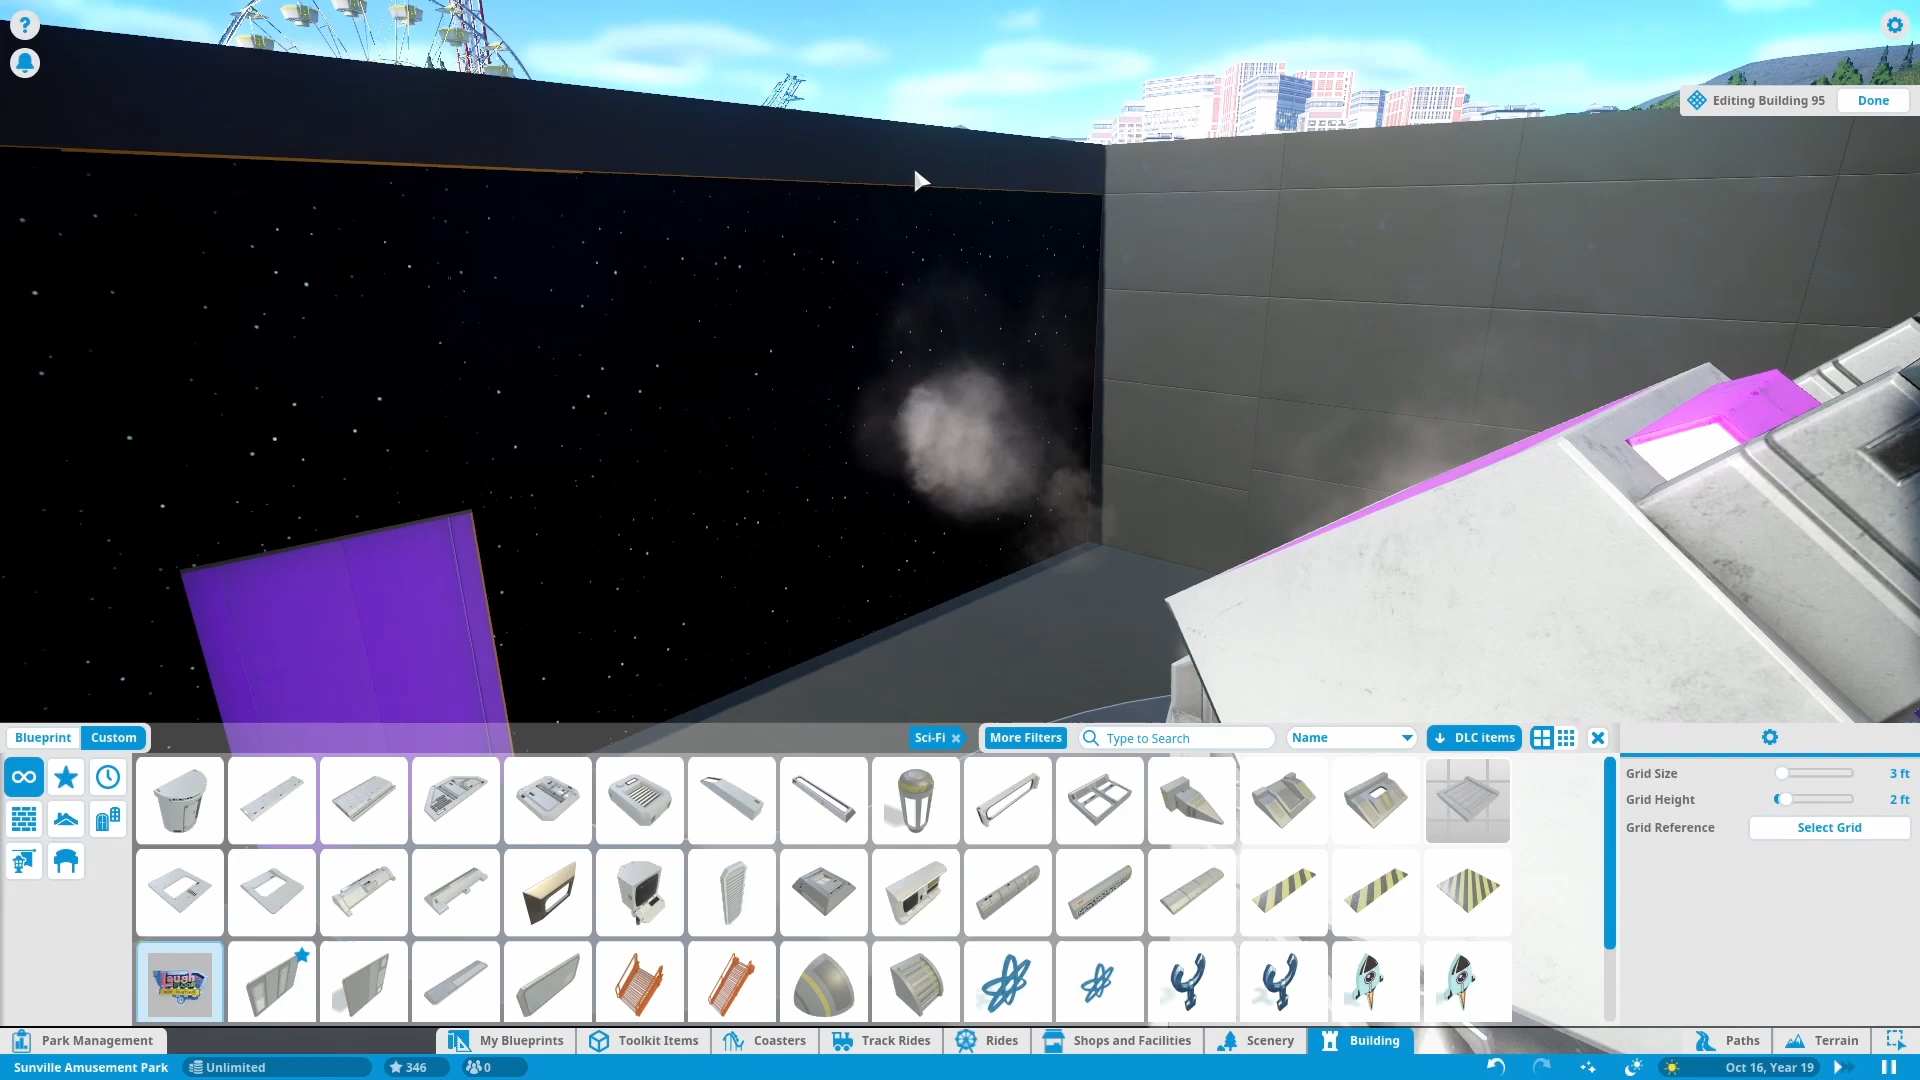 ?
Editing Building 95
Done
Blueprint
Custom
Sci-Fi
More Filters
Type to Search
Name
DLC items
Grid Size
3 ft
Grid Height
2 ft
Grid Reference
Select Grid
Laugh
Park Management
My Blueprints
Toolkit Items
Coasters
Track Rides
Rides
Shops and Facilities
Scenery
Building
Paths
Terrain
Sunville Amusement Park
Unlimited
346
0
Oct 16, Year 19